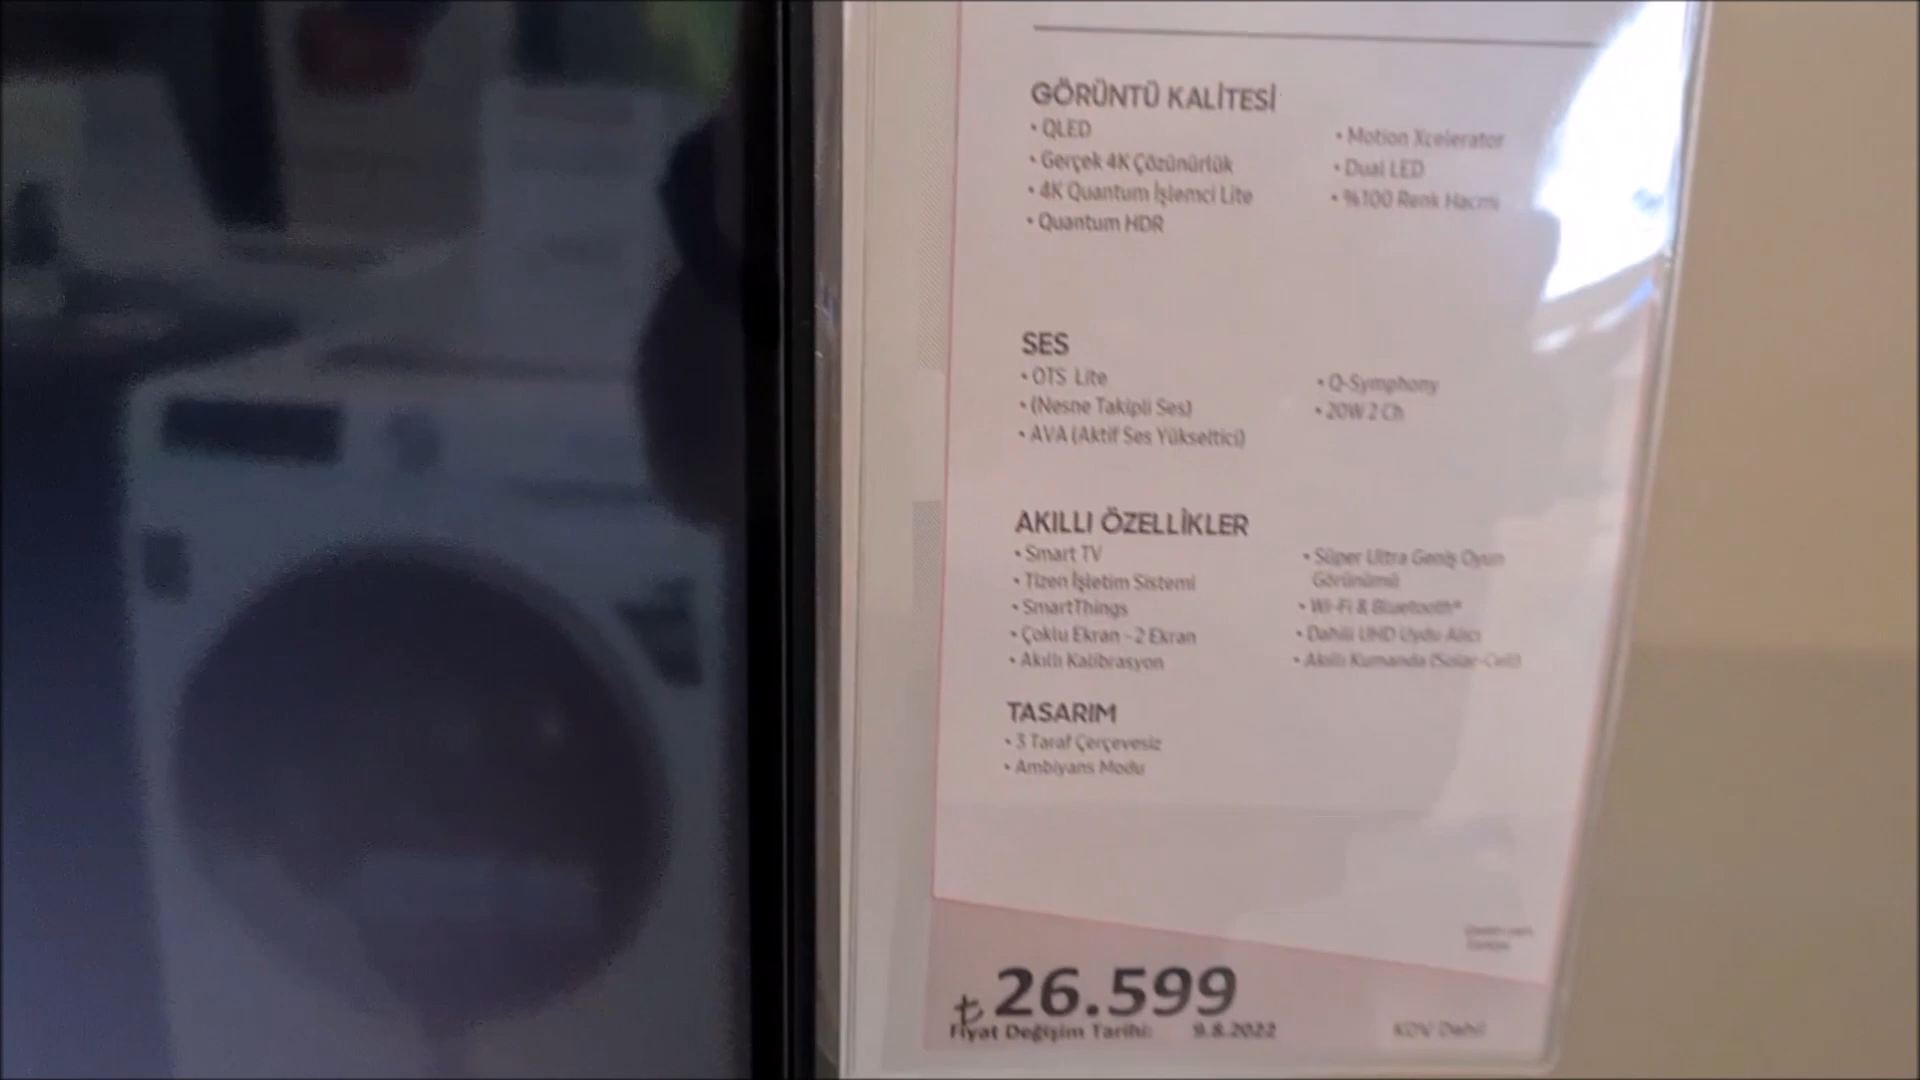 GÖRÜNTÜ KALİTESİ
• QLED
• Gerçek 4K Çözünürlük
• 4K Quantum İşlemci Lite
• Quantum HDR
• Motion Xcelerator
• Dual LED
• %100 Renk Hacmi
SES
• OTS Lite
• (Nesne Takipli Ses)
• AVA (Aktif Ses Yükseltici)
• Q-Symphony
• 20W 2 Ch
AKILLI ÖZELLİKLER
• Smart TV
• Tizen İşletim Sistemi
• SmartThings
• Çoklu Ekran - 2 Ekran
• Akıllı Kalibrasyon
• Süper Ultra Geniş Oyun
Görünümü
• Wi-Fi & Bluetooth®
• Dahili UHD Uydu Alıcı
• Akıllı Kumanda (Solar-Cell)
TASARIM
• 3 Taraf Çerçevesiz
• Ambiyans Modu
₺26.599
Fiyat Değişim Tarihi: 9.8.2022
KDV Dahil